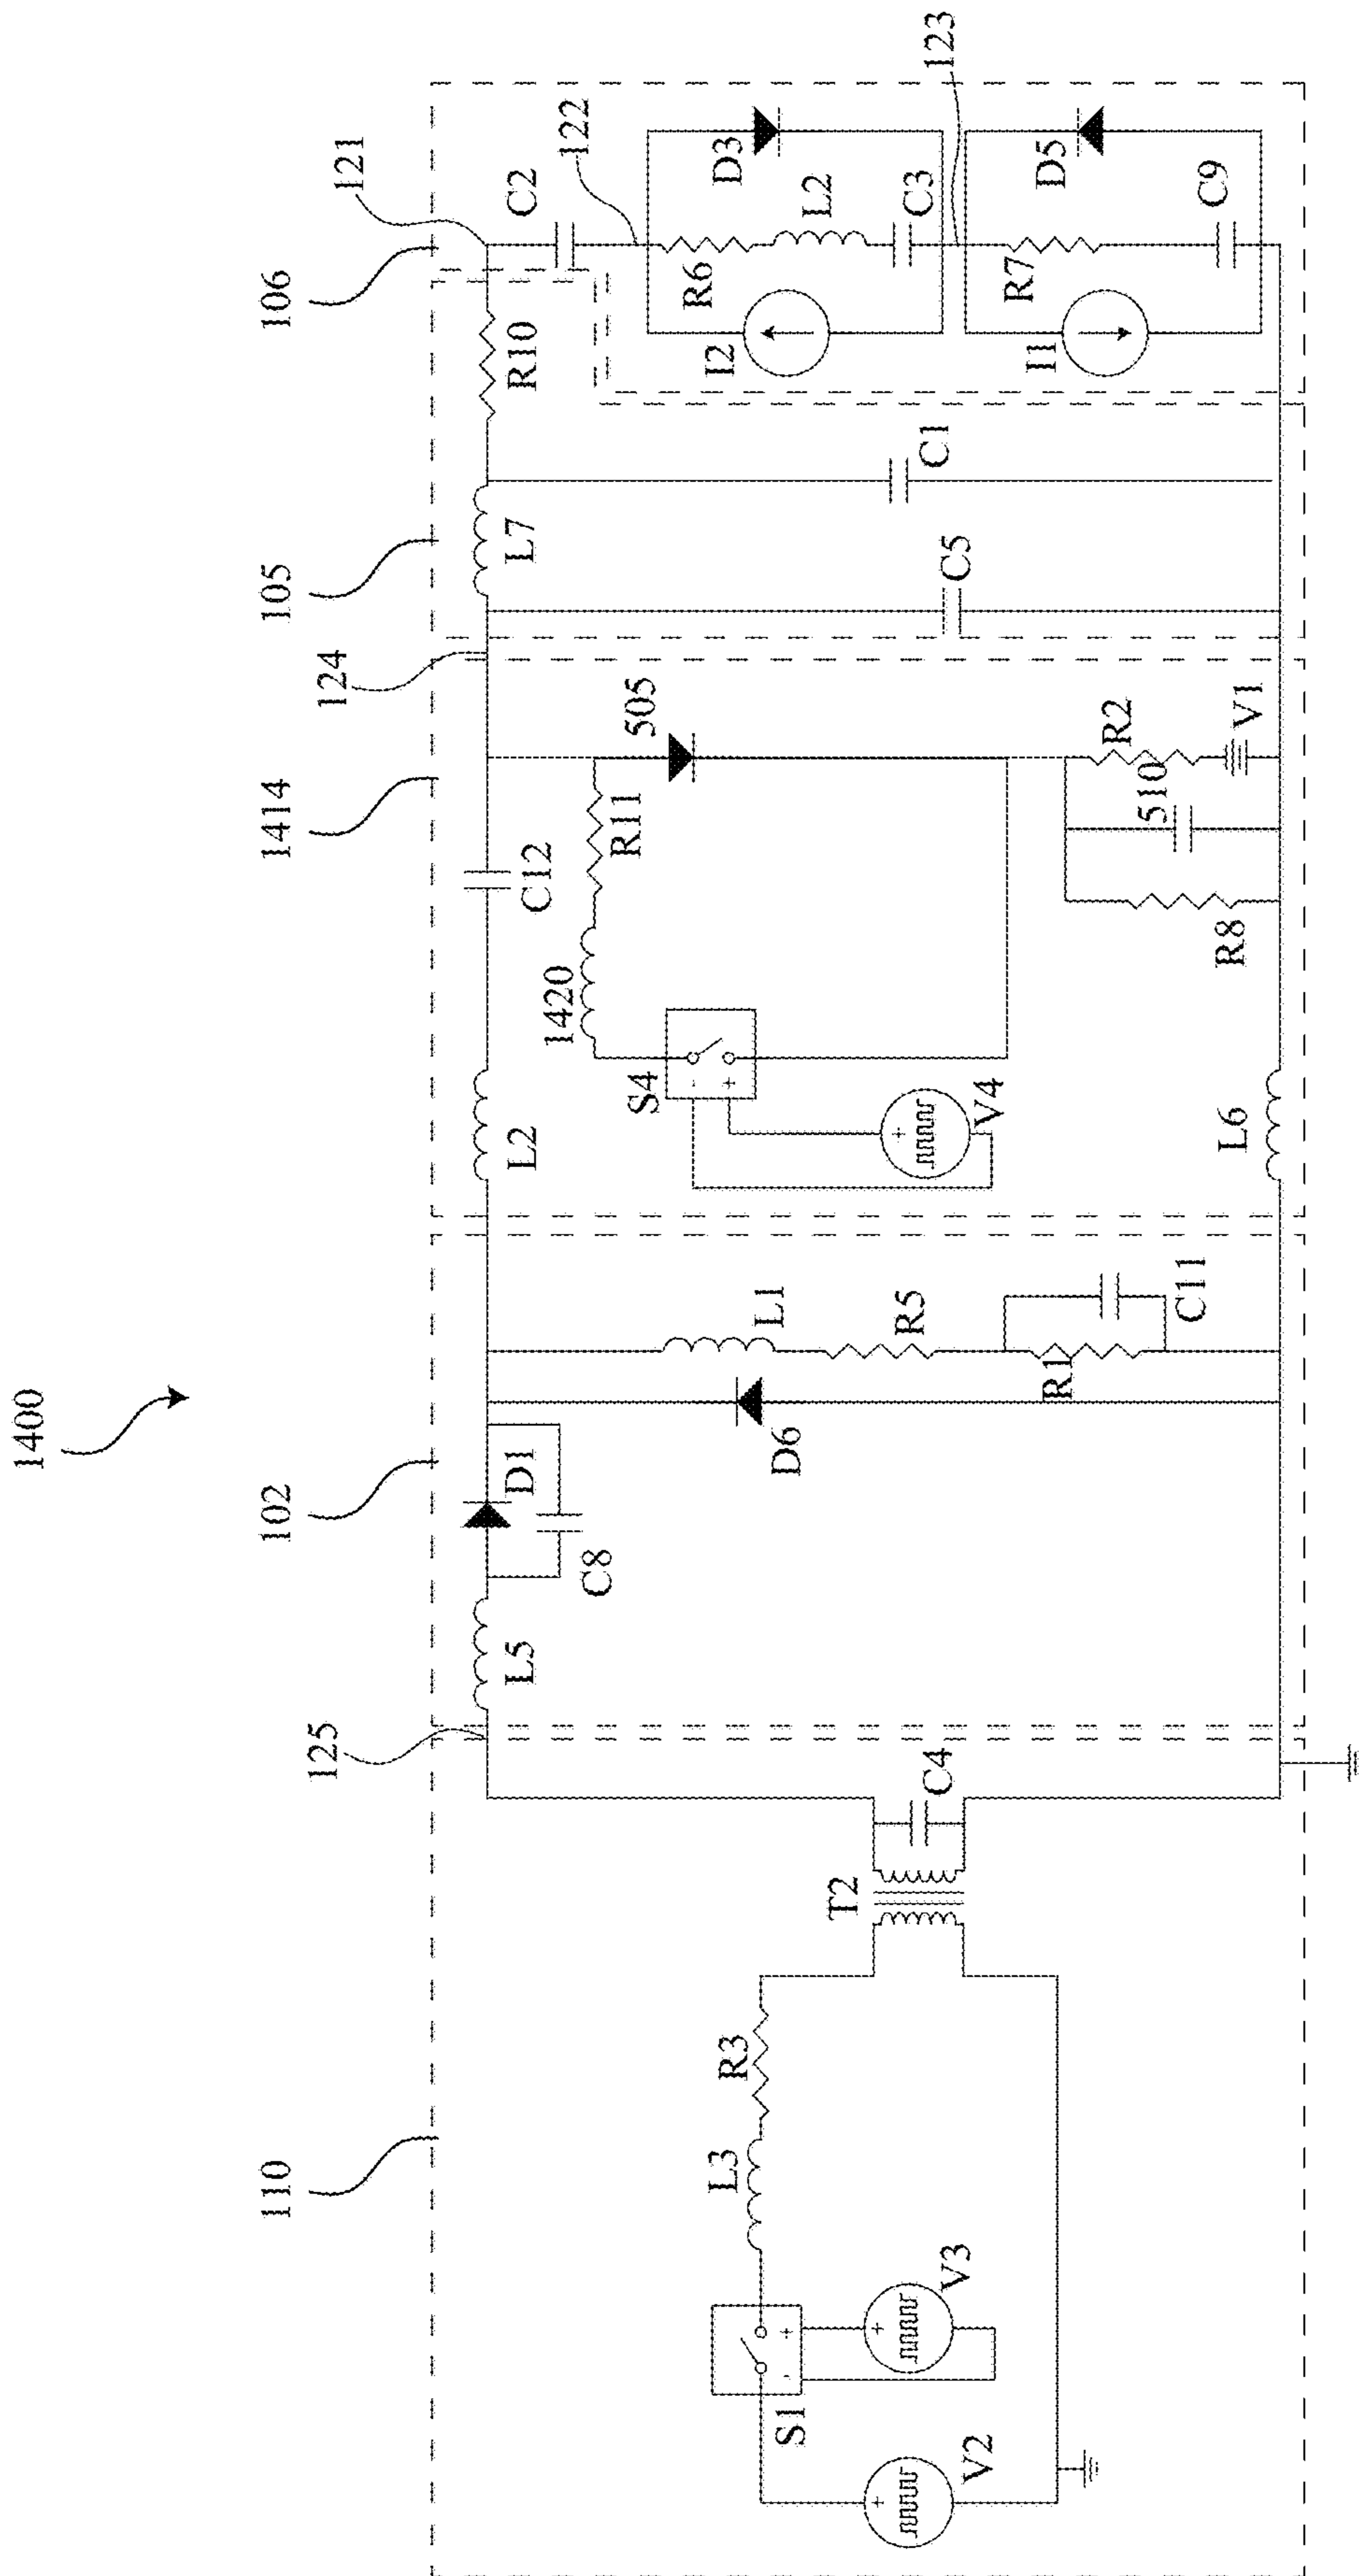 1400
110
125
102
1414
124
105
106
121
C2
122
D3
R6
L2
C3
I2
123
R7
D5
C9
I1
R10
L7
C1
C5
505
R11
C12
1420
S4
-
+
+
V4
R2
V1
510
R8
L2
L6
L1
R5
R1
C11
D6
D1
C8
L5
C4
T2
R3
L3
S1
-
+
+
V3
+
V2